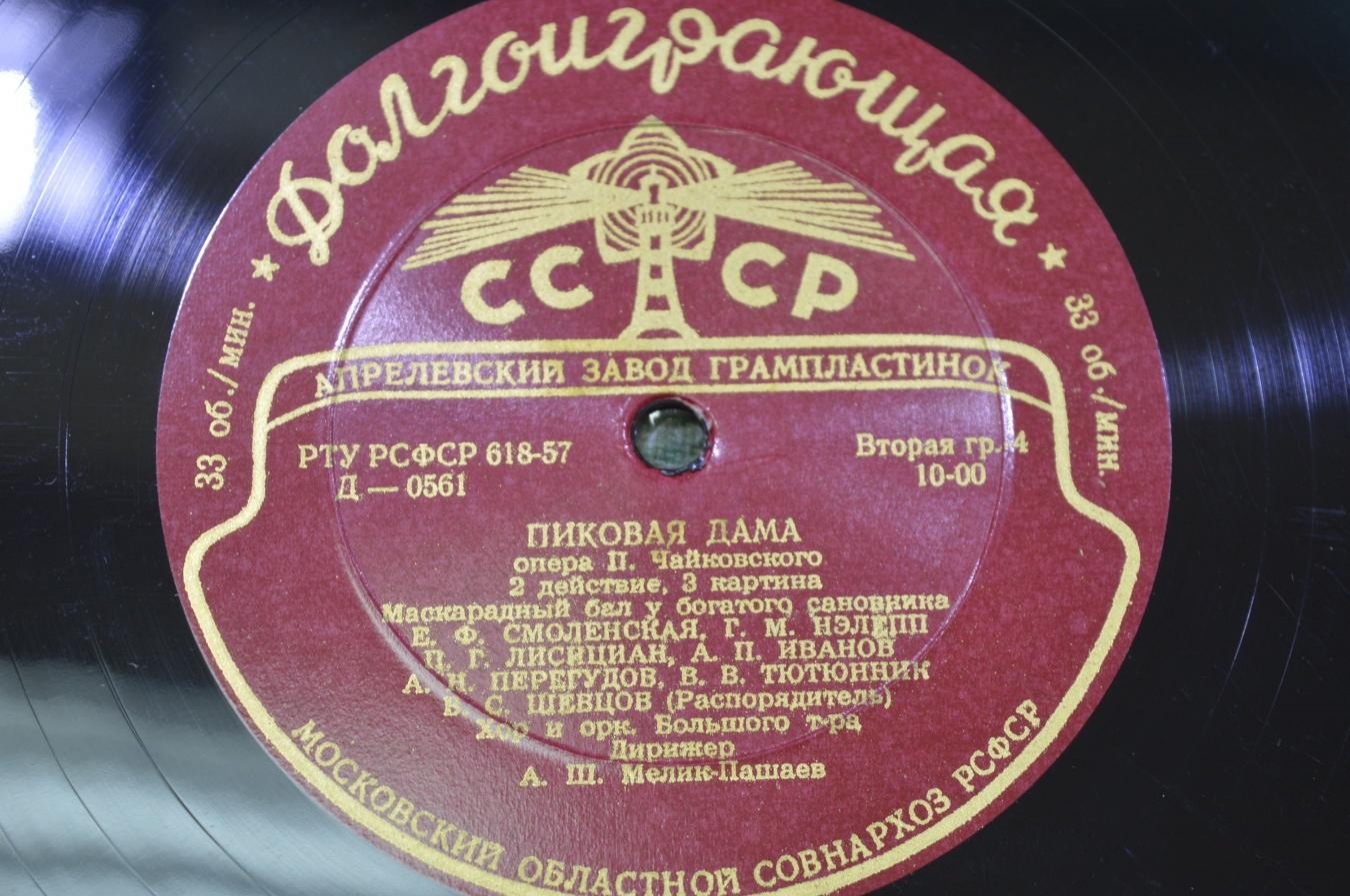 Долгоиграющая
СССР
33 об./мин.
33 об./мин.
АПРЕЛЕВСКИЙ ЗАВОД ГРАМПЛАСТИНОК
РТУ РСФСР 618-57
Д — 0561
Вторая гр. 4
10-00
ПИКОВАЯ ДАМА
опера П. Чайковского
2 действие, 3 картина
Маскарадный бал у богатого сановника
Е. Ф. СМОЛЕНСКАЯ, Г. М. НЭЛЕПП
П. Г. ЛИСИЦИАН, А. П. ИВАНОВ
А. И. ПЕРЕГУДОВ, В. В. ТЮТЮННИК
В. С. ШЕВЦОВ (Распорядитель)
Хор и орк. Большого т-ра
Дирижер
А. Ш. Мелик-Пашаев
МОСКОВСКИЙ ОБЛАСТНОЙ СОВНАРХОЗ РСФСР